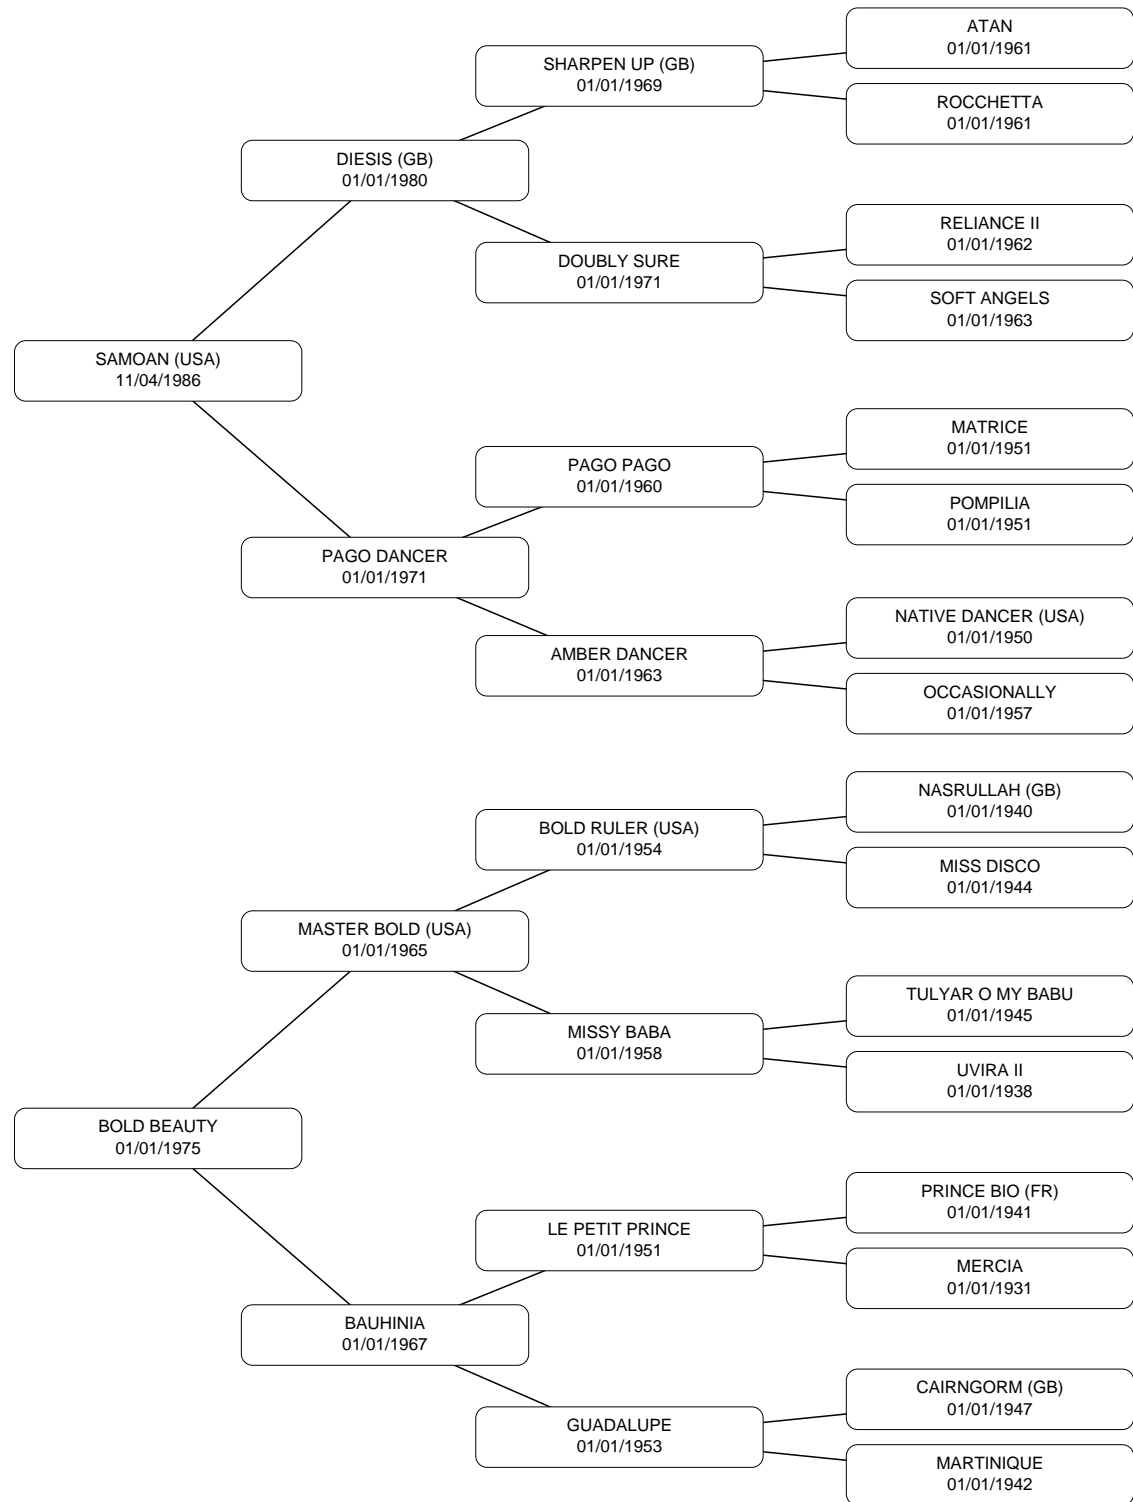 ATAN
01/01/1961
SHARPEN UP (GB)
01/01/1969
ROCCHETTA
01/01/1961
DIESIS (GB)
01/01/1980
RELIANCE II
01/01/1962
DOUBLY SURE
01/01/1971
SOFT ANGELS
01/01/1963
SAMOAN (USA)
11/04/1986
MATRICE
01/01/1951
PAGO PAGO
01/01/1960
POMPILIA
01/01/1951
PAGO DANCER
01/01/1971
NATIVE DANCER (USA)
01/01/1950
AMBER DANCER
01/01/1963
OCCASIONALLY
01/01/1957
NASRULLAH (GB)
01/01/1940
BOLD RULER (USA)
01/01/1954
MISS DISCO
01/01/1944
MASTER BOLD (USA)
01/01/1965
TULYAR O MY BABU
01/01/1945
MISSY BABA
01/01/1958
UVIRA II
01/01/1938
BOLD BEAUTY
01/01/1975
PRINCE BIO (FR)
01/01/1941
LE PETIT PRINCE
01/01/1951
MERCIA
01/01/1931
BAUHINIA
01/01/1967
CAIRNGORM (GB)
01/01/1947
GUADALUPE
01/01/1953
MARTINIQUE
01/01/1942